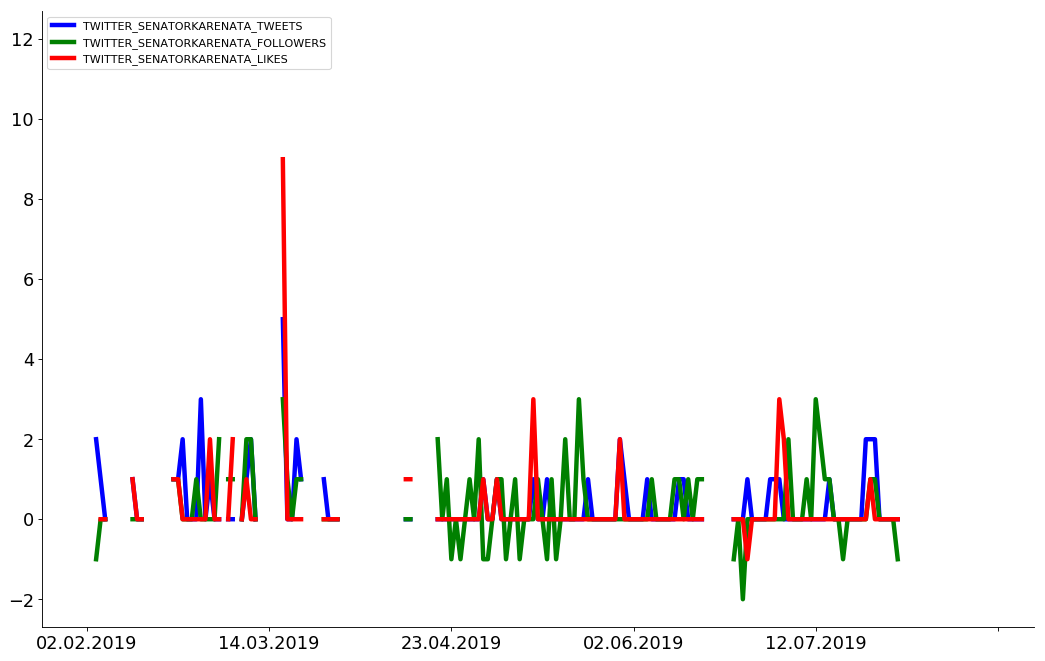 TWITTER_SENATORKARENATA_TWEETS
TWITTER_SENATORKARENATA_FOLLOWERS
TWITTER_SENATORKARENATA_LIKES
12
10
8
6
4
2
0
−2
02.02.2019 14.03.2019 23.04.2019 02.06.2019 12.07.2019